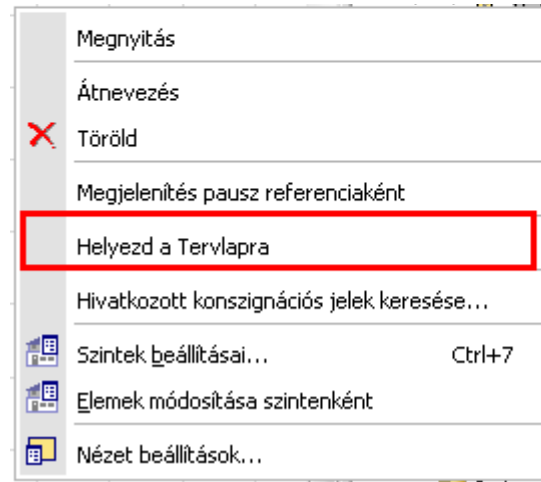 Megnyitás
Átnevezés
Töröld
Megjelenítés pausz referenciaként
Helyezd a Tervlapra
Hivatkozott konszignációs jelek keresése...
Szintek beállításai... Ctrl+7
Elemek módosítása szintenként
Nézet beállítások...